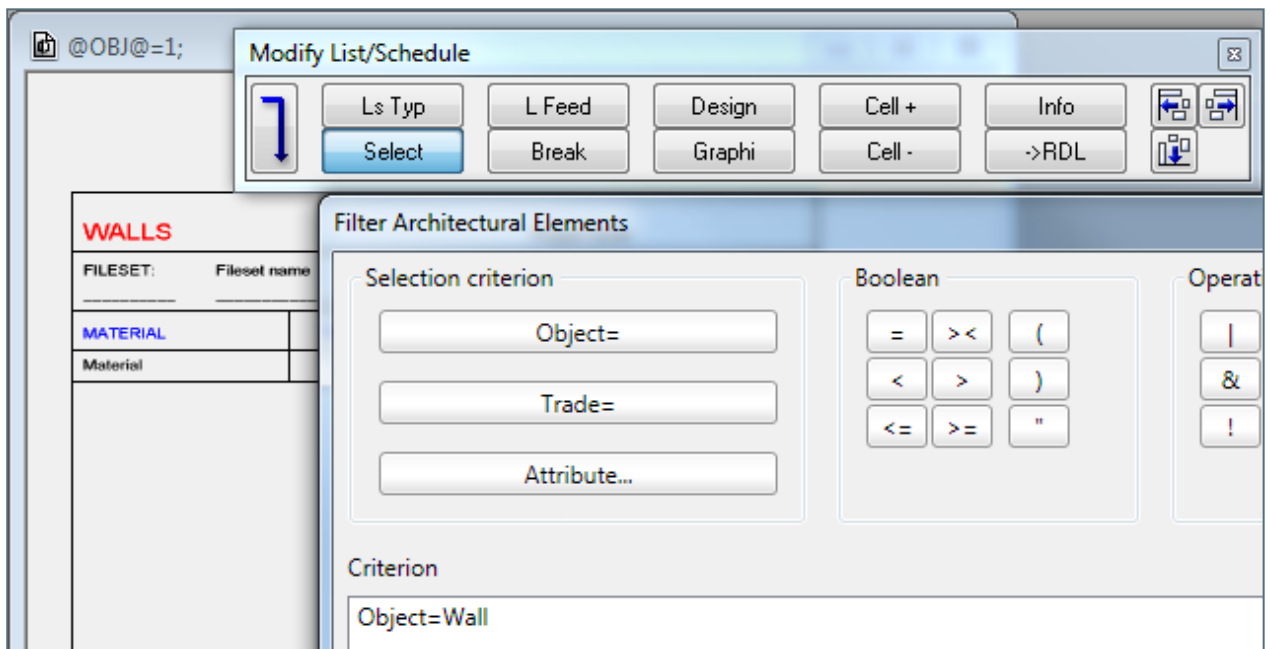 @OBJ@=1;
Modify List/Schedule
Ls Typ L Feed Design Cell + Info
Select Break Graphi Cell - ->RDL
WALLS
FILESET: Fileset name
MATERIAL
Material
Filter Architectural Elements
Selection criterion Boolean Operat
Object= = >< ( |
Trade= < > ) &
<= >= " !
Attribute...
Criterion
Object=Wall